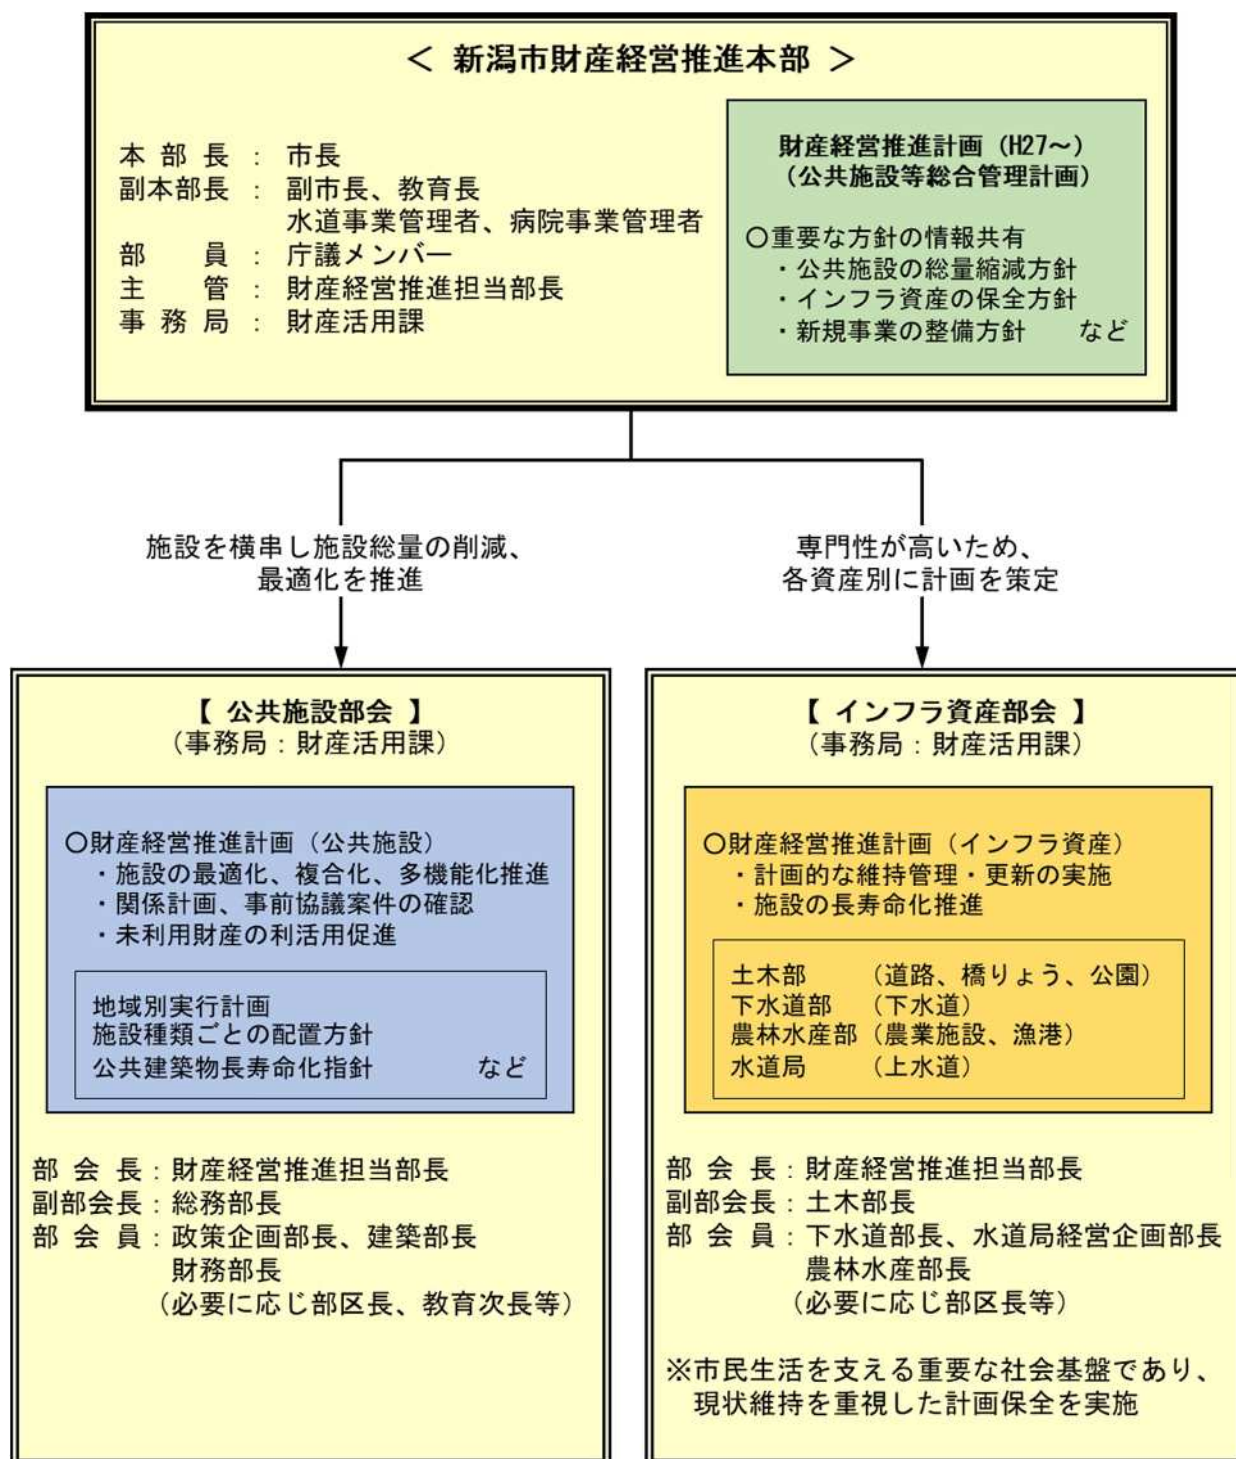 ＜ 新潟市財産経営推進本部 ＞
本 部 長 ： 市長
副本部長 ： 副市長、教育長
水道事業管理者、病院事業管理者
部　　員 ： 庁議メンバー
主　　管 ： 財産経営推進担当部長
事 務 局 ： 財産活用課
財産経営推進計画（H27～）
（公共施設等総合管理計画）
〇重要な方針の情報共有
・公共施設の総量縮減方針
・インフラ資産の保全方針
・新規事業の整備方針　　など
施設を横串し施設総量の削減、
最適化を推進
専門性が高いため、
各資産別に計画を策定
【 公共施設部会 】
（事務局：財産活用課）
〇財産経営推進計画（公共施設）
・施設の最適化、複合化、多機能化推進
・関係計画、事前協議案件の確認
・未利用財産の利活用促進
地域別実行計画
施設種類ごとの配置方針
公共建築物長寿命化指針　　　　など
部 会 長：財産経営推進担当部長
副部会長：総務部長
部 会 員：政策企画部長、建築部長
財務部長
（必要に応じ部区長、教育次長等）
【 インフラ資産部会 】
（事務局：財産活用課）
〇財産経営推進計画（インフラ資産）
・計画的な維持管理・更新の実施
・施設の長寿命化推進
土木部　　（道路、橋りょう、公園）
下水道部　（下水道）
農林水産部（農業施設、漁港）
水道局　　（上水道）
部 会 長：財産経営推進担当部長
副部会長：土木部長
部 会 員：下水道部長、水道局経営企画部長
農林水産部長
（必要に応じ部区長等）
※市民生活を支える重要な社会基盤であり、
現状維持を重視した計画保全を実施